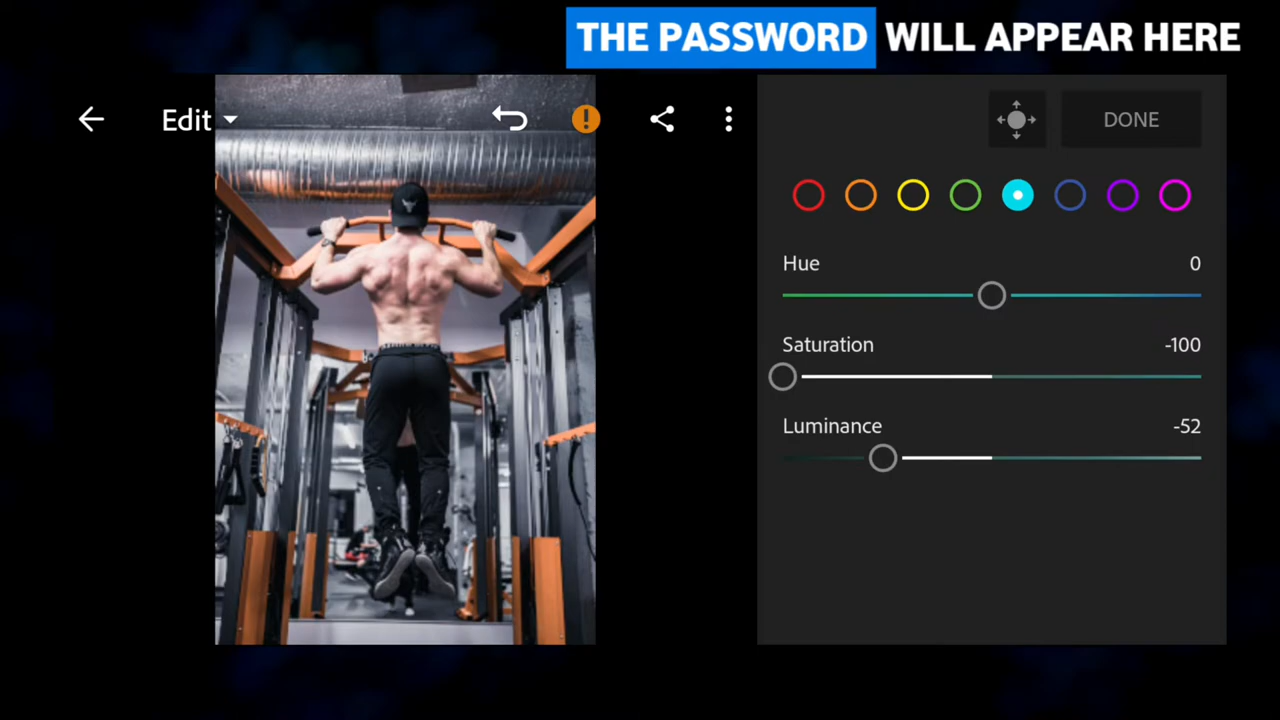 THE PASSWORD WILL APPEAR HERE
Edit
DONE
Hue 0
Saturation -100
Luminance -52